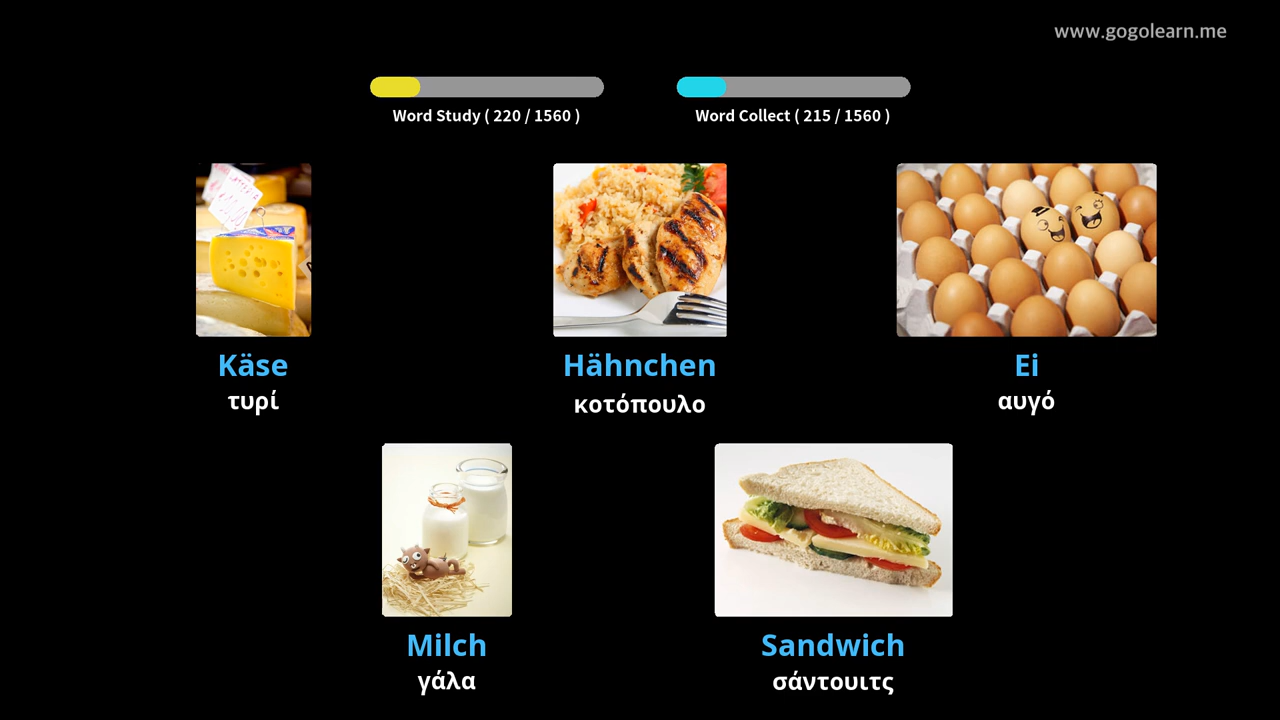 www.gogolearn.me
Word Study ( 220 / 1560 )
Word Collect ( 215 / 1560 )
Käse
τυρί
Hähnchen
κοτόπουλο
Ei
αυγό
Milch
γάλα
Sandwich
σάντουιτς